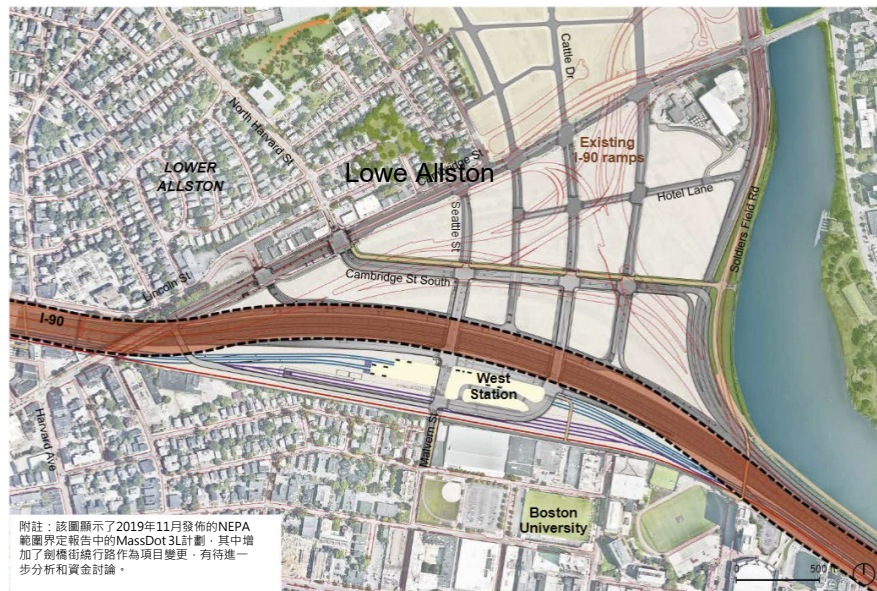 Cattle Dr
North Harvard St
Existing
I-90 ramps
LOWER
ALLSTON
Lowe Allston
Cambridge St
Hotel Lane
Seattle St
Soldiers Field Rd
Lincoln St
Cambridge St South
I-90
West
Station
Harvard Ave
Malvern St
Boston
University
附註：該圖顯示了2019年11月發佈的NEPA
範圍界定報告中的MassDot 3L計劃，其中增
加了劍橋街繞行路作為項目變更，有待進一
步分析和資金討論。
0 500 ft